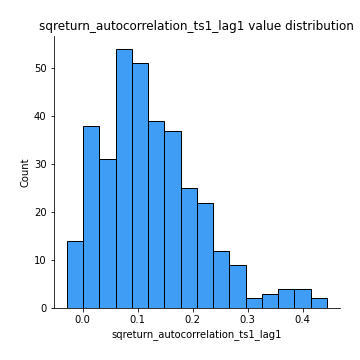 sqreturn_autocorrelation_ts1_lag1 value distribution
50
40
30
20
10
0
Count
0.0 0.1 0.2 0.3 0.4
sqreturn_autocorrelation_ts1_lag1